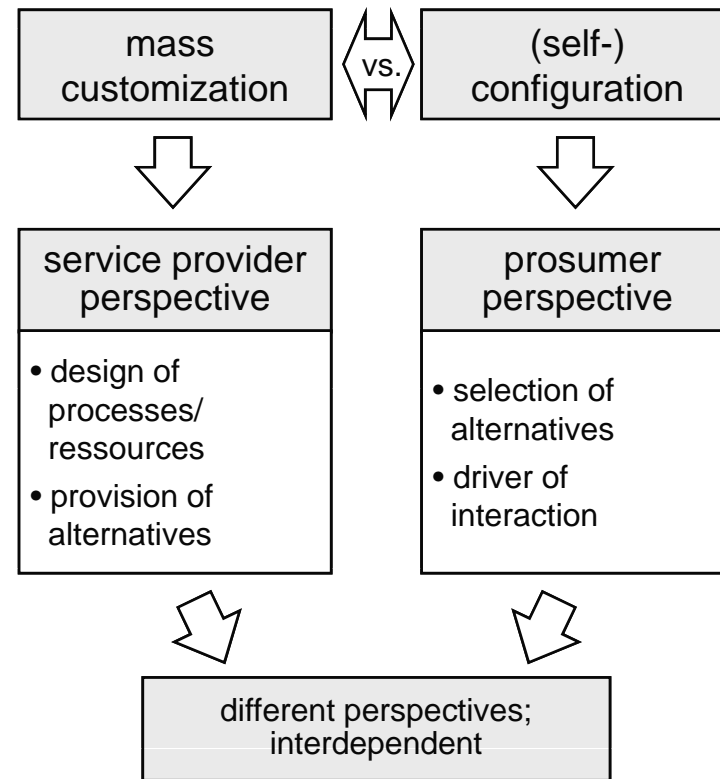 mass
customization
vs.
(self-)
configuration
service provider
perspective
• design of
processes/
ressources
• provision of
alternatives
prosumer
perspective
• selection of
alternatives
• driver of
interaction
different perspectives;
interdependent